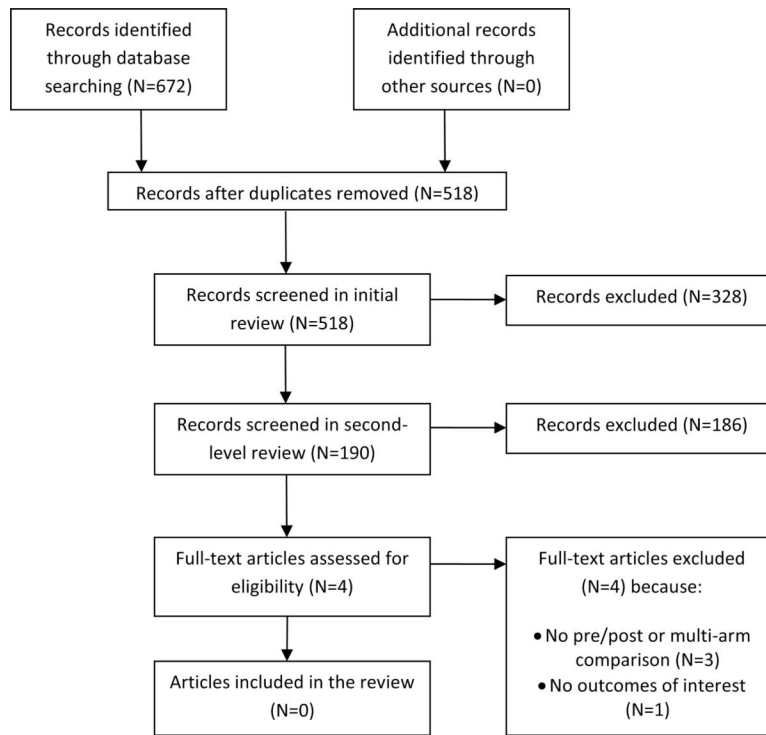 Records identified
through database
searching (N=672)
Additional records
identified through
other sources (N=0)
Records after duplicates removed (N=518)
Records screened in initial
review (N=518)
Records excluded (N=328)
Records screened in second-
level review (N=190)
Records excluded (N=186)
Full-text articles assessed for
eligibility (N=4)
Full-text articles excluded
(N=4) because:
• No pre/post or multi-arm
comparison (N=3)
• No outcomes of interest
(N=1)
Articles included in the review
(N=0)